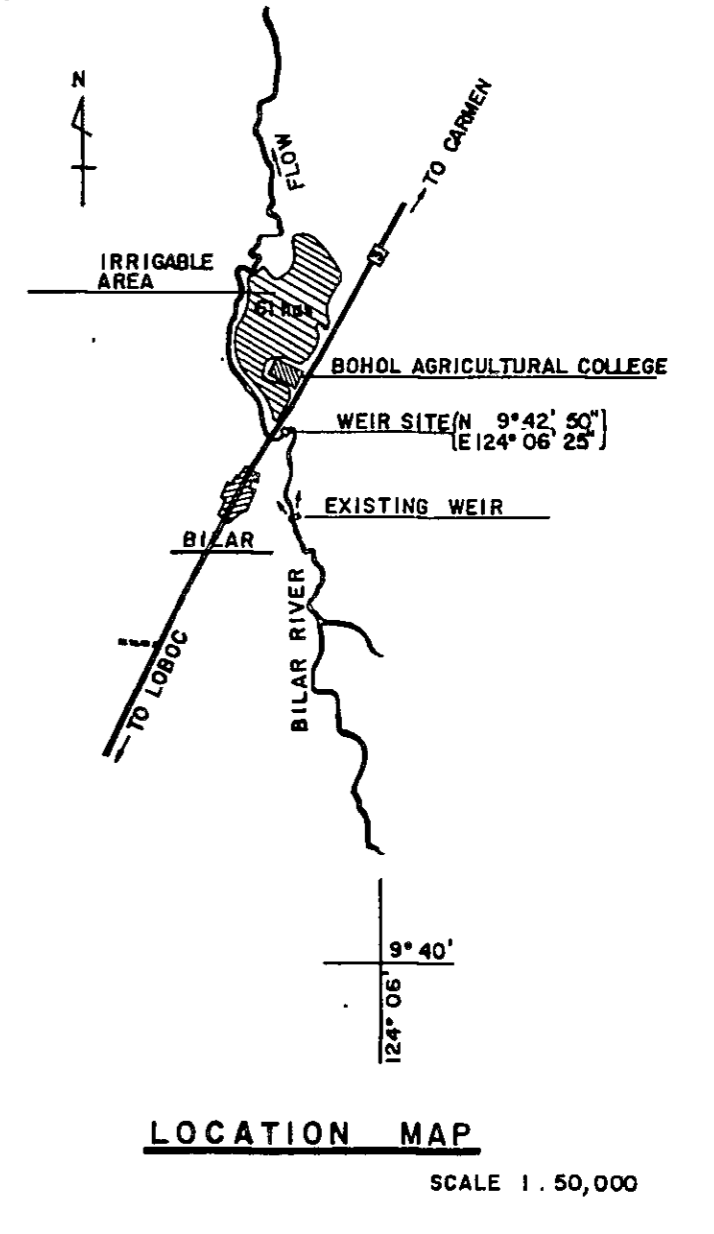 N
FLOW
→ TO CARMEN
3
IRRIGABLE
AREA
BOHOL AGRICULTURAL COLLEGE
WEIR SITE N 9° 42' 50"
E 124° 06' 25"
EXISTING WEIR
BILAR
BILAR RIVER
← TO LOBOC
9° 40'
124° 06'
LOCATION MAP
SCALE 1 . 50,000